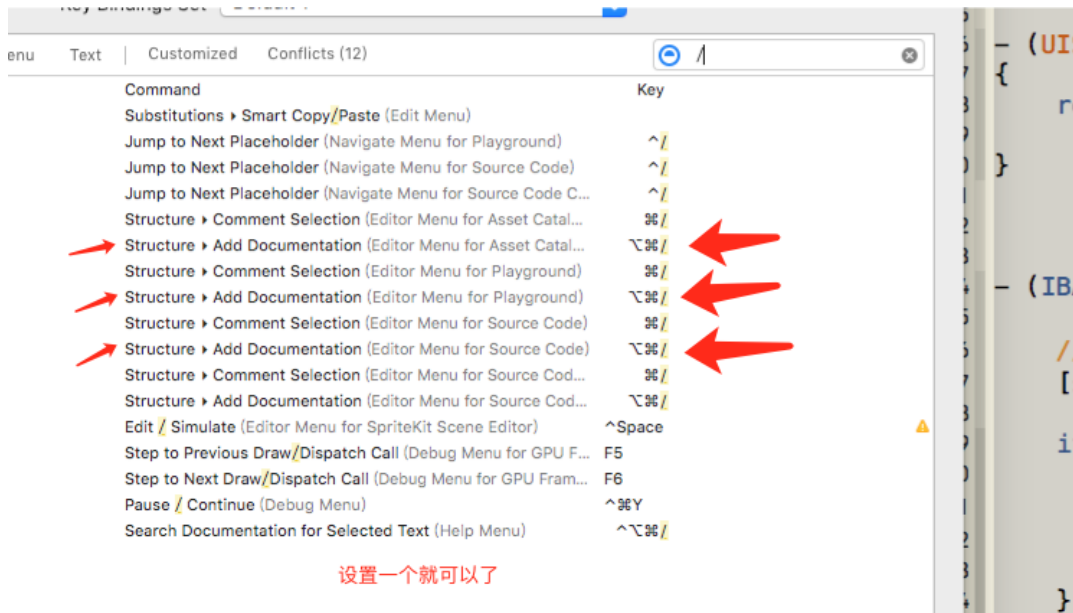 enu Text | Customized Conflicts (12) /
Command Key
Substitutions ▸ Smart Copy/Paste (Edit Menu)
Jump to Next Placeholder (Navigate Menu for Playground) ^/
Jump to Next Placeholder (Navigate Menu for Source Code) ^/
Jump to Next Placeholder (Navigate Menu for Source Code C... ^/
Structure ▸ Comment Selection (Editor Menu for Asset Catal... ⌘/
Structure ▸ Add Documentation (Editor Menu for Asset Catal... ⌥⌘/
Structure ▸ Comment Selection (Editor Menu for Playground) ⌘/
Structure ▸ Add Documentation (Editor Menu for Playground) ⌥⌘/
Structure ▸ Comment Selection (Editor Menu for Source Code) ⌘/
Structure ▸ Add Documentation (Editor Menu for Source Code) ⌥⌘/
Structure ▸ Comment Selection (Editor Menu for Source Cod... ⌘/
Structure ▸ Add Documentation (Editor Menu for Source Cod... ⌥⌘/
Edit / Simulate (Editor Menu for SpriteKit Scene Editor) ^Space
Step to Previous Draw/Dispatch Call (Debug Menu for GPU F... F5
Step to Next Draw/Dispatch Call (Debug Menu for GPU Fram... F6
Pause / Continue (Debug Menu) ^⌘Y
Search Documentation for Selected Text (Help Menu) ^⌥⌘/
设置一个就可以了
- (UI
{
r
}
- (IB
/
[
i
}